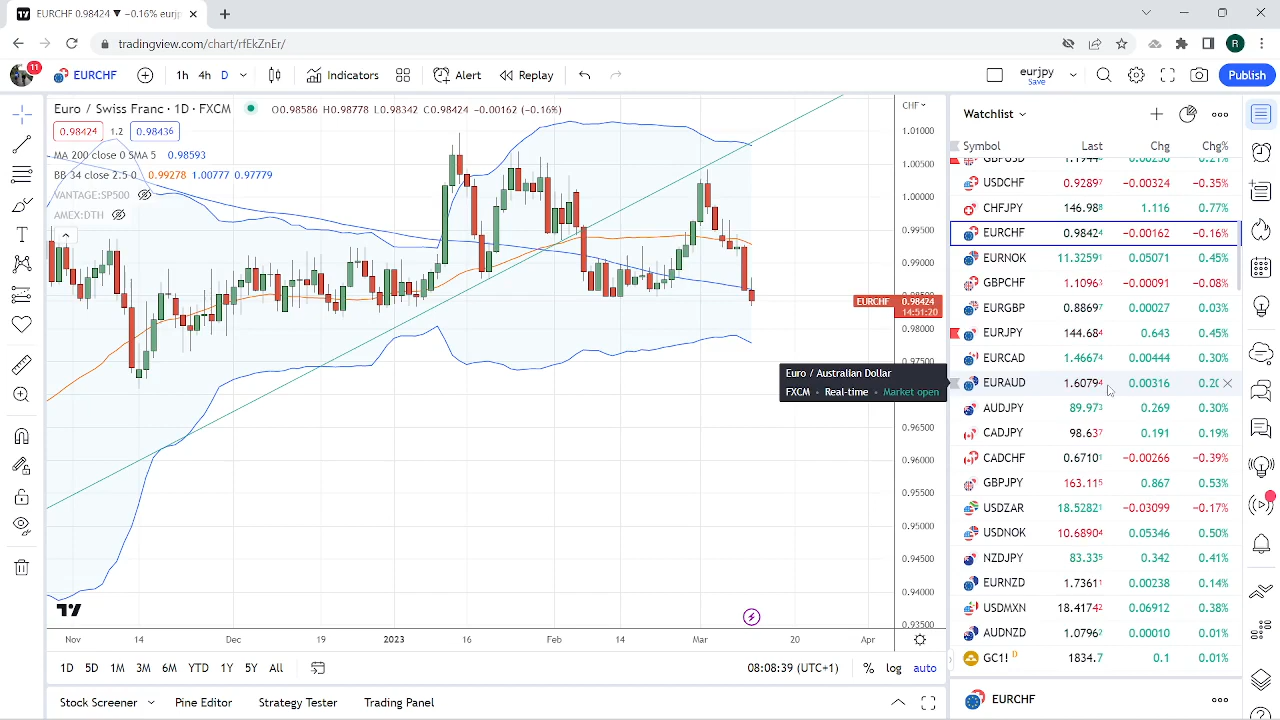 EURCHF 0.98424 ▼ −0.16% eurjp
tradingview.com/chart/rfEkZnEr/
R
11
EURCHF
1h 4h D
Indicators
Alert
Replay
eurjpy
Save
Publish
Euro / Swiss Franc · 1D · FXCM
O0.98586 H0.98778 L0.98342 C0.98424 −0.00162 (−0.16%)
0.98424 1.2 0.98436
MA 200 close 0 SMA 5 0.98593
BB 34 close 2.5 0 0.99278 1.00777 0.97779
VANTAGE:SP500
AMEX:DTH
CHF
1.01000
1.00500
1.00000
0.99500
0.99000
EURCHF 0.98424
14:51:20
0.98000
0.97500
0.96500
0.96000
0.95500
0.95000
0.94500
0.94000
0.93500
Euro / Australian Dollar
FXCM • Real-time • Market open
Nov 14 Dec 19 2023 16 Feb 14 Mar 20 Apr
1D 5D 1M 3M 6M YTD 1Y 5Y All
08:08:39 (UTC+1) % log auto
Stock Screener Pine Editor Strategy Tester Trading Panel
Watchlist
Symbol Last Chg Chg%
GBPUSD 1.19448 0.00250 0.21%
USDCHF 0.92897 −0.00324 −0.35%
CHFJPY 146.988 1.116 0.77%
EURCHF 0.98424 −0.00162 −0.16%
EURNOK 11.32591 0.05071 0.45%
GBPCHF 1.10963 −0.00091 −0.08%
EURGBP 0.88697 0.00027 0.03%
EURJPY 144.684 0.643 0.45%
EURCAD 1.46674 0.00444 0.30%
EURAUD 1.60794 0.00316 0.20
AUDJPY 89.973 0.269 0.30%
CADJPY 98.637 0.191 0.19%
CADCHF 0.67101 −0.00266 −0.39%
GBPJPY 163.115 0.867 0.53%
USDZAR 18.52821 −0.03099 −0.17%
USDNOK 10.68904 0.05346 0.50%
NZDJPY 83.335 0.342 0.41%
EURNZD 1.73611 0.00238 0.14%
USDMXN 18.41742 0.06912 0.38%
AUDNZD 1.07962 0.00010 0.01%
GC1! D 1834.7 0.1 0.01%
EURCHF